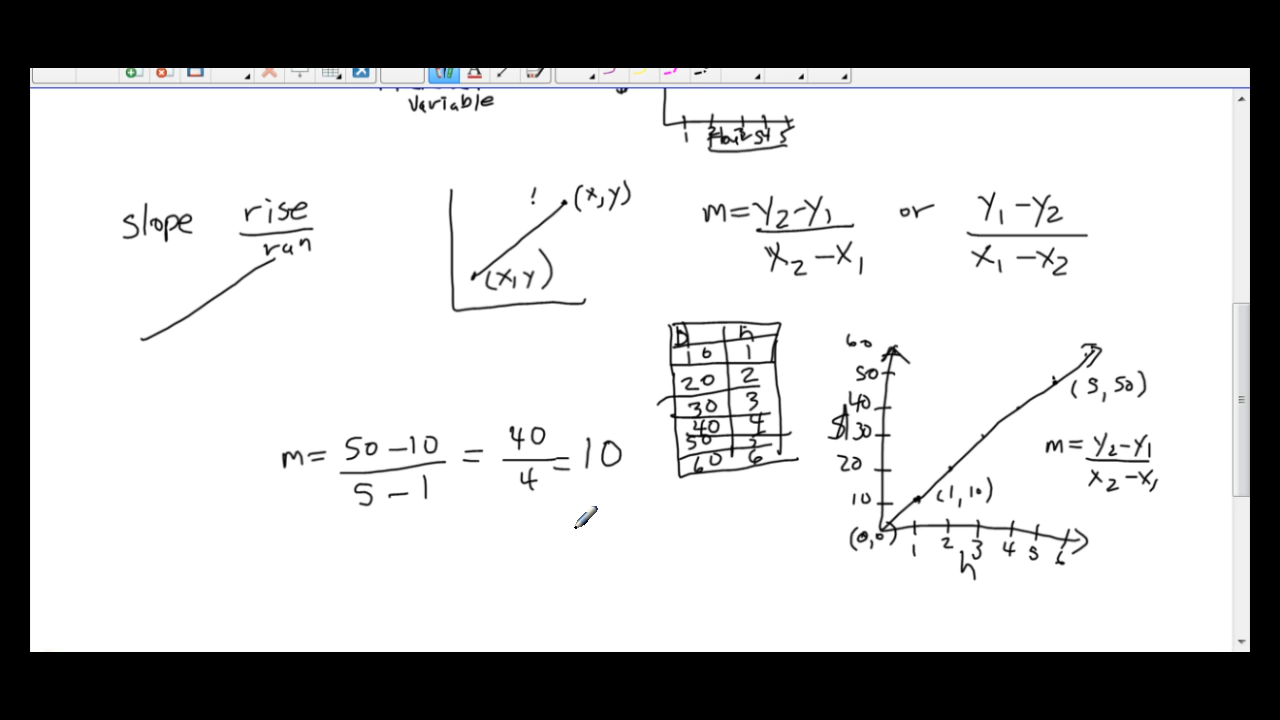 variable
1
slope rise
run
(x,y)
(x,y)
m= y₂-y₁ or y₁-y₂
x₂-x₁ x₁-x₂
h
10 1
20 2
30 3
40 4
50 5
60 6
m= 50-10 = 40 = 10
5-1 4
60
50
40
$ 30
20
10
(5, 50)
m= y₂-y₁
x₂-x₁
(1, 10)
(0,0)
1 2 3 4 5 6
h